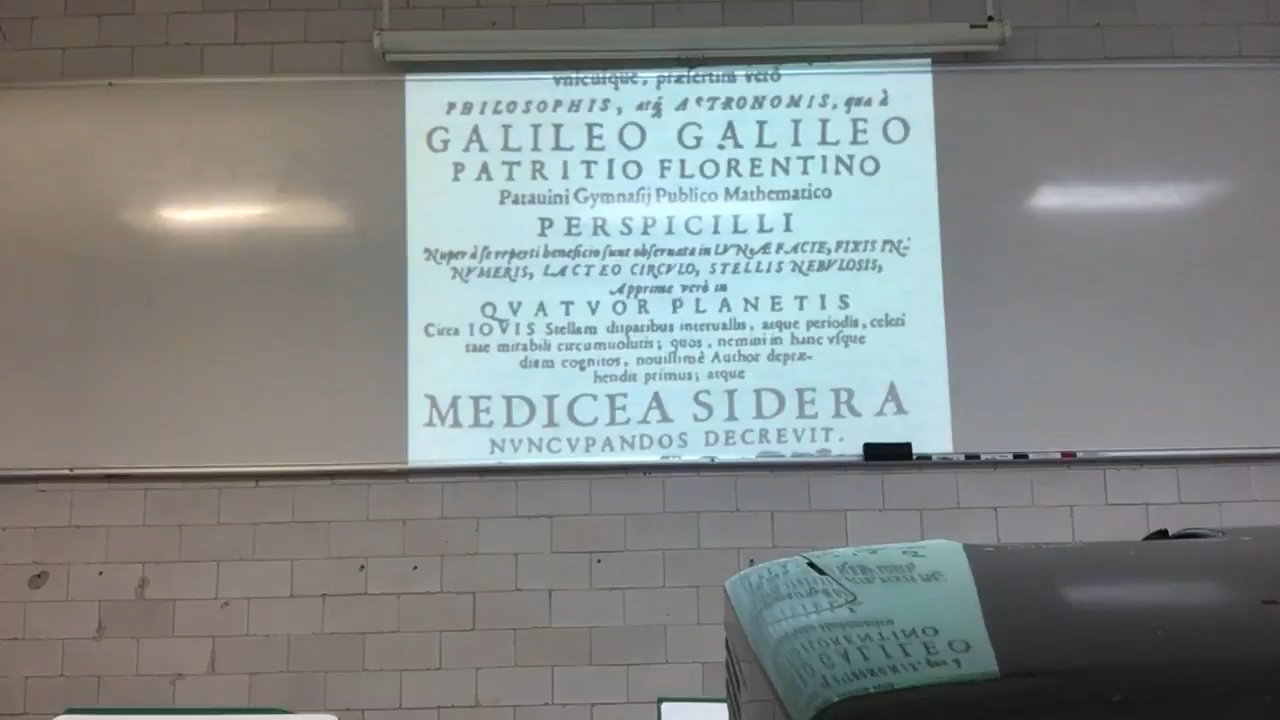 vnicuique, præsertim verò
PHILOSOPHIS, atq́; ASTRONOMIS, quæ à
GALILEO GALILEO
PATRITIO FLORENTINO
Patauini Gymnasij Publico Mathematico
PERSPICILLI
Nuper à se reperti beneficio sunt obseruata in LVNÆ FACIE, FIXIS IN-
NVMERIS, LACTEO CIRCVLO, STELLIS NEBVLOSIS,
Apprime verò in
QVATVOR PLANETIS
Circa IOVIS Stellam disparibus interuallis, atque periodis, celeri
tate mirabili circumuolutis; quos, nemini in hanc vsque
diem cognitos, nouissimè Author depræ-
hendit primus; atque
MEDICEA SIDERA
NVNCVPANDOS DECREVIT.
FLORENTINO
GALILEO